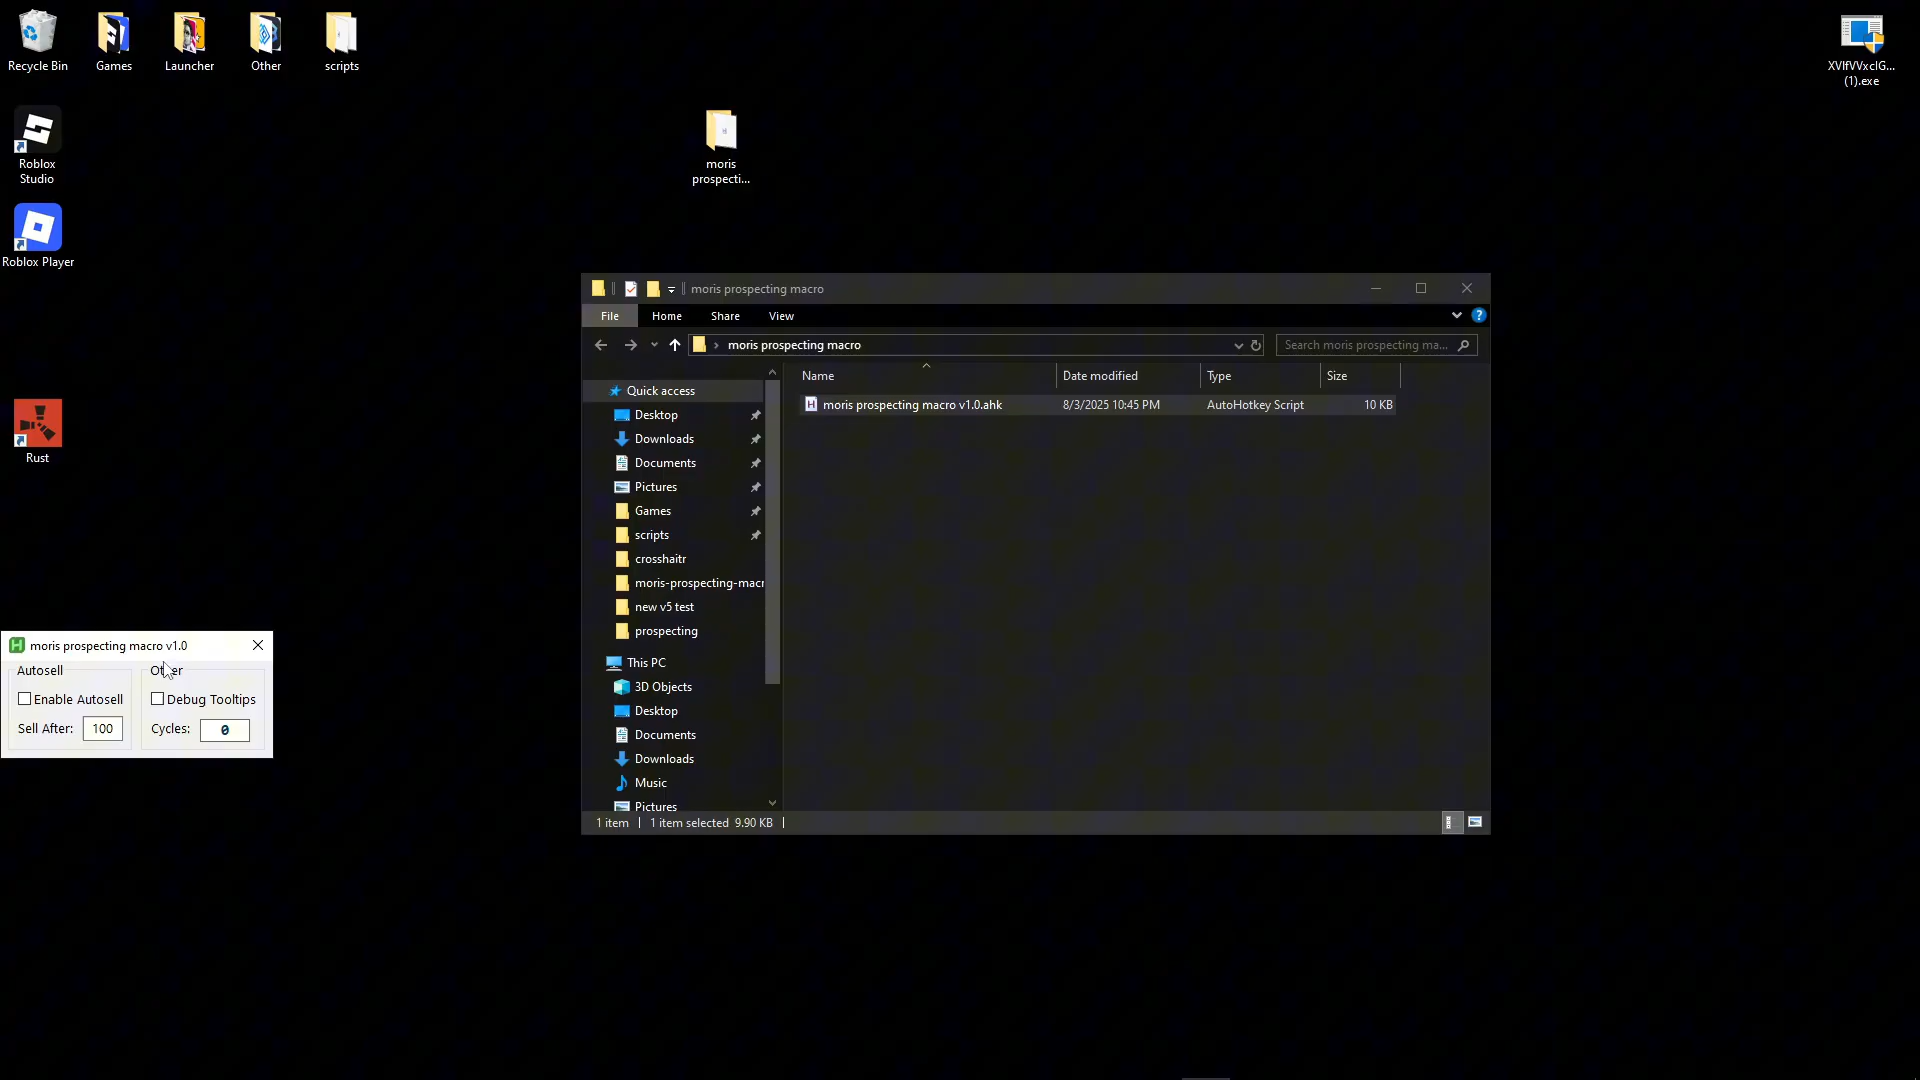 Recycle Bin
Games
Launcher
Other
scripts
XVlfVVxclG...
(1).exe
Roblox
Studio
moris
prospecti...
Roblox Player
Rust
moris prospecting macro
File
Home
Share
View
moris prospecting macro
Search moris prospecting ma...
Name
Date modified
Type
Size
Quick access
Desktop
Downloads
Documents
Pictures
Games
scripts
crosshaitr
moris-prospecting-macr
new v5 test
prospecting
This PC
3D Objects
Desktop
Documents
Downloads
Music
Pictures
moris prospecting macro v1.0.ahk
8/3/2025 10:45 PM
AutoHotkey Script
10 KB
1 item
1 item selected 9.90 KB
moris prospecting macro v1.0
Autosell
Other
Enable Autosell
Debug Tooltips
Sell After: 100
Cycles: 0